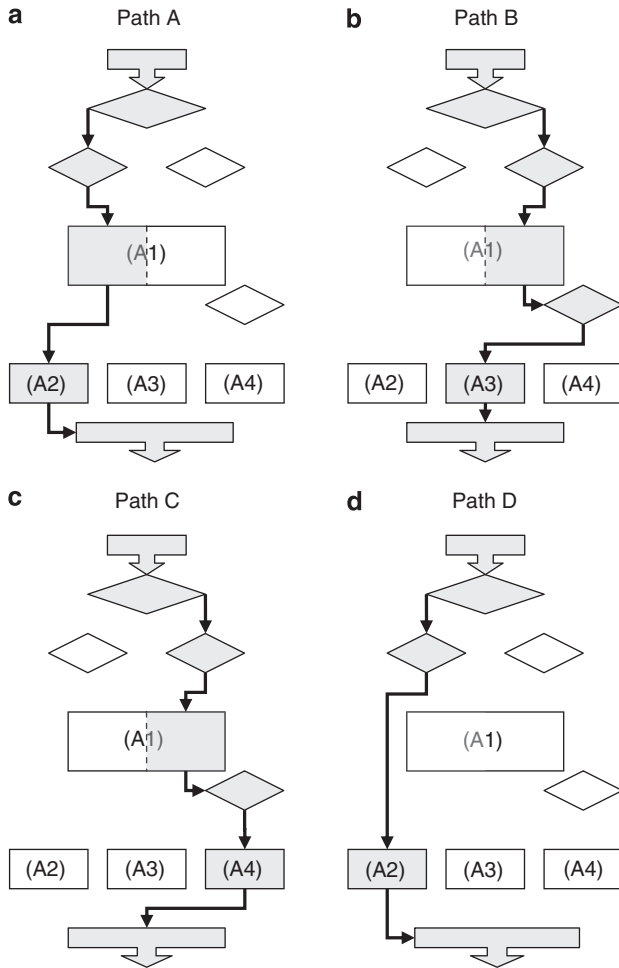 a Path A
b Path B
(A1)
(A1)
(A2) (A3) (A4)
(A2) (A3) (A4)
c Path C
d Path D
(A1)
(A1)
(A2) (A3) (A4)
(A2) (A3) (A4)